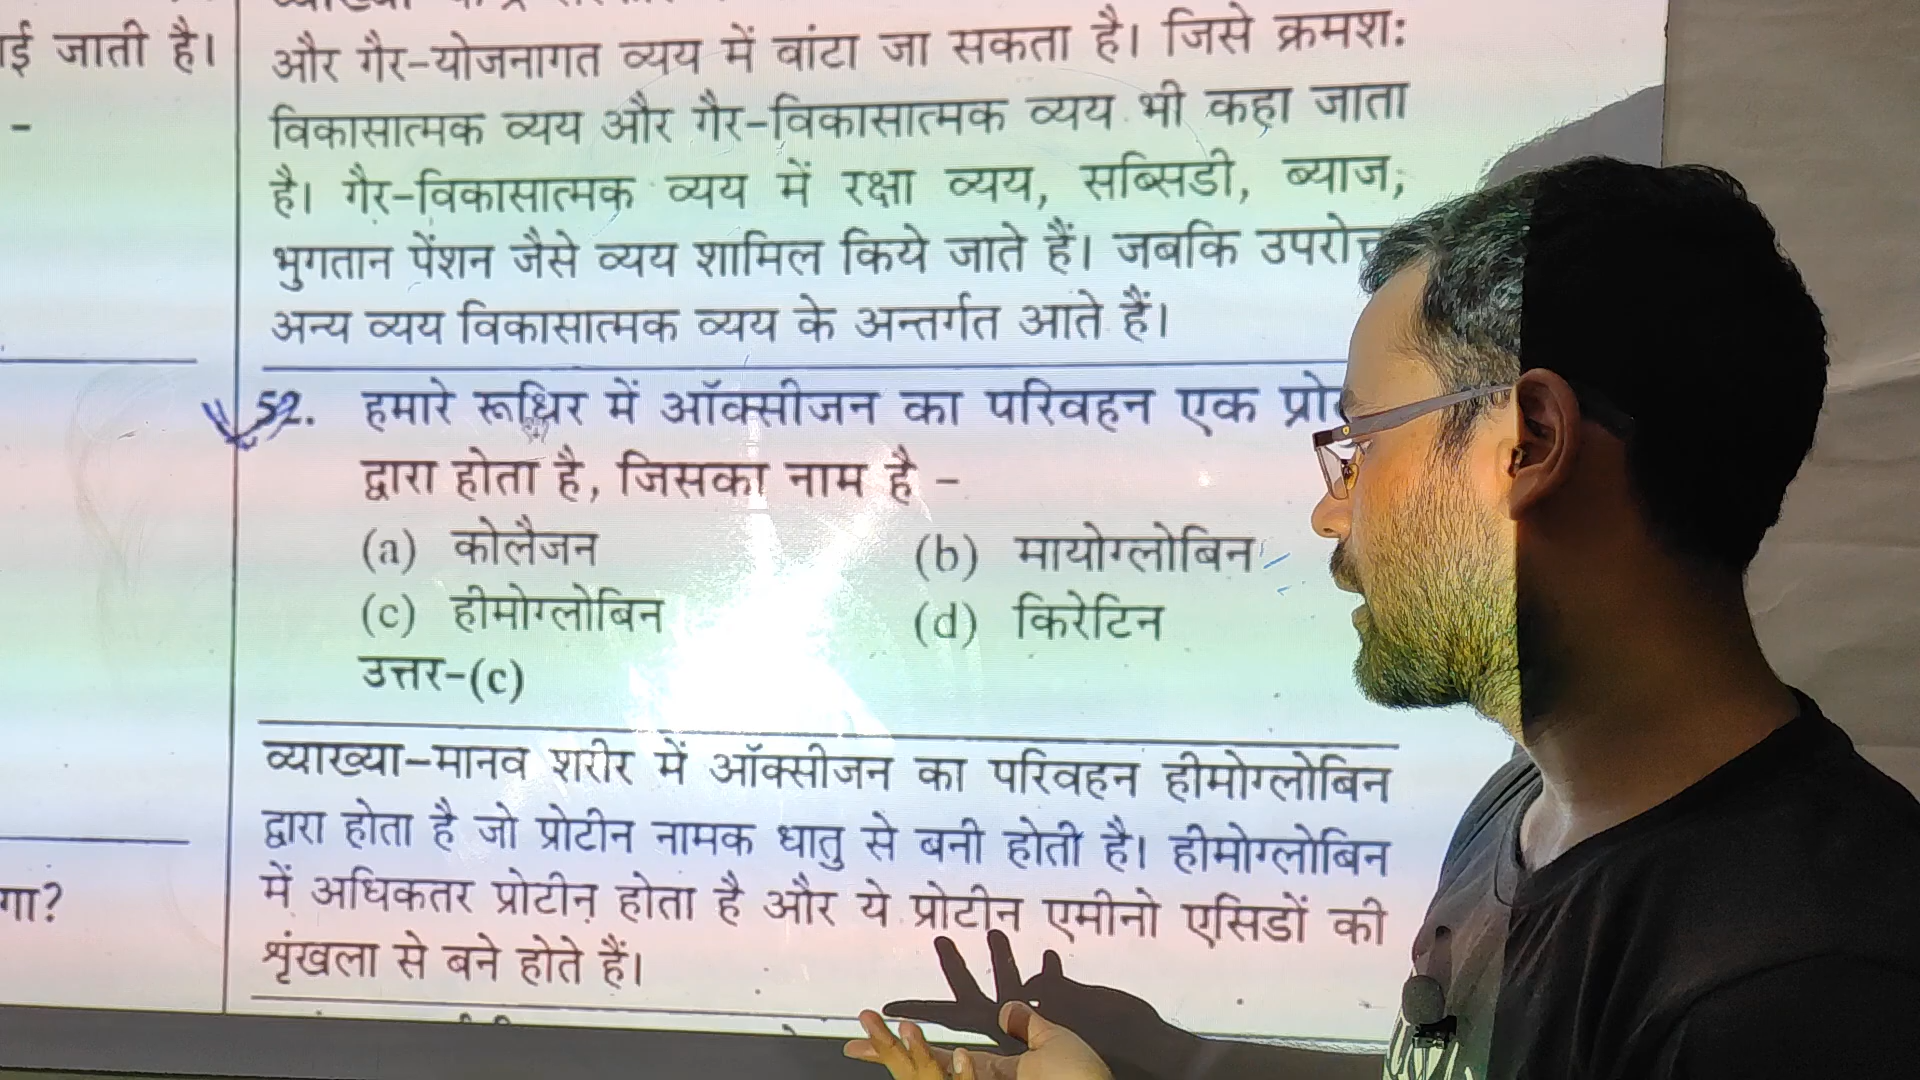 ई जाती है।
-
गा?
और गैर-योजनागत व्यय में बांटा जा सकता है। जिसे क्रमश:
विकासात्मक व्यय और गैर-विकासात्मक व्यय भी कहा जाता
है। गैर-विकासात्मक व्यय में रक्षा व्यय, सब्सिडी, ब्याज,
भुगतान पेंशन जैसे व्यय शामिल किये जाते हैं। जबकि
अन्य व्यय विकासात्मक व्यय के अन्तर्गत आते हैं।
52. हमारे रूधिर में ऑक्सीजन का परिवहन एक
द्वारा होता है, जिसका नाम है -
(a) कोलैजन (b) मायोग्लोबिन
(c) हीमोग्लोबिन (d) किरेटिन
उत्तर-(c)
व्याख्या-मानव शरीर में ऑक्सीजन का परिवहन हीमोग्लोबिन
द्वारा होता है जो प्रोटीन नामक धातु से बनी होती है। हीमोग्लोबिन
में अधिकतर प्रोटीन होता है और ये प्रोटीन एमीनो एसिडों की
शृंखला से बने होते हैं।